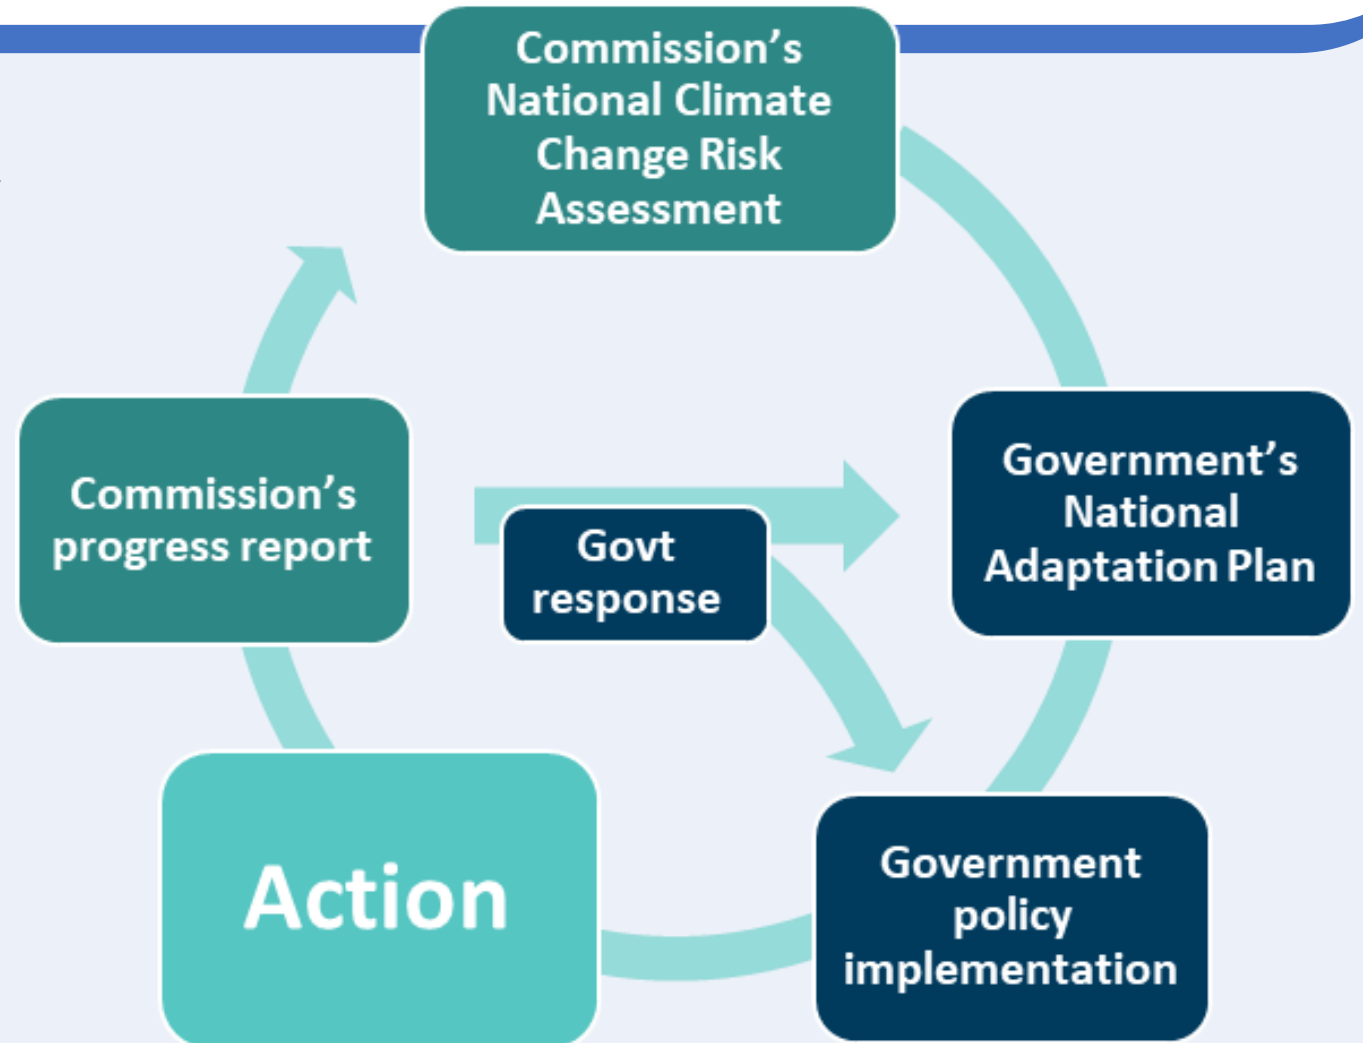 Commission’s
National Climate
Change Risk
Assessment
Commission’s
progress report
Govt
response
Government’s
National
Adaptation Plan
Action
Government
policy
implementation